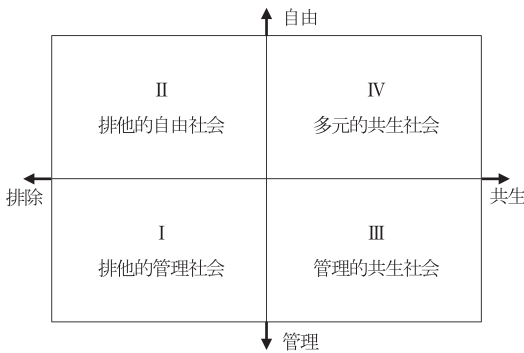 自由
Ⅱ
排他的自由社会
Ⅳ
多元的共生社会
排除
共生
Ⅰ
排他的管理社会
Ⅲ
管理的共生社会
管理